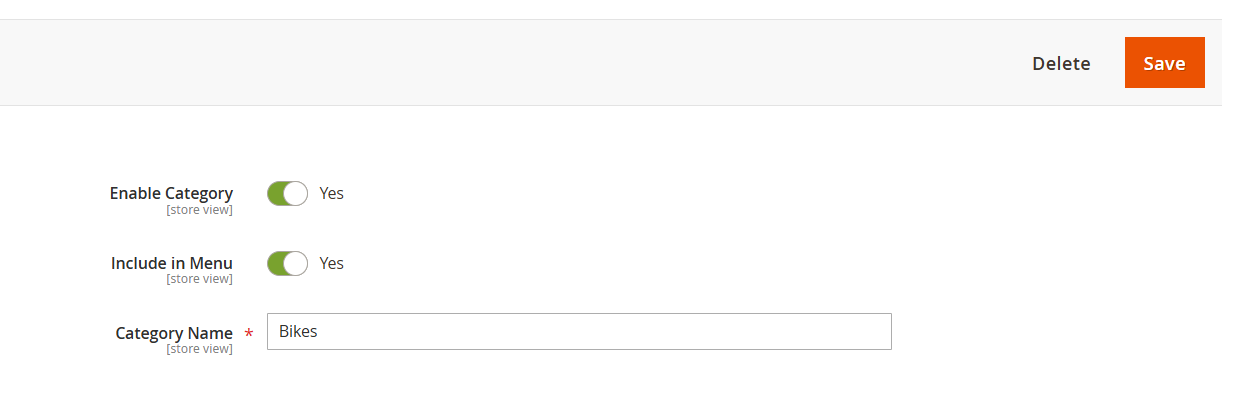 Delete Save
Enable Category Yes
[store view]
Include in Menu Yes
[store view]
Category Name * Bikes
[store view]